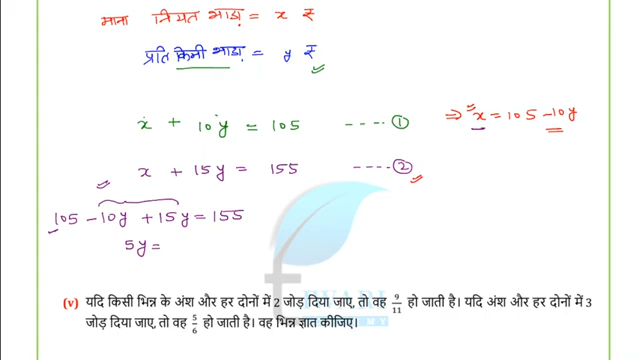 माना नियत भाड़ा = x ₹
प्रति किमी भाड़ा = y ₹
x + 10y = 105 ---- ①
⇒ x = 105 - 10y
x + 15y = 155 ---- ②
105 - 10y + 15y = 155
5y =
(v) यदि किसी भिन्न के अंश और हर दोनों में 2 जोड़ दिया जाए, तो वह 9/11 हो जाती है। यदि अंश और हर दोनों में 3
जोड़ दिया जाए, तो वह 5/6 हो जाती है। वह भिन्न ज्ञात कीजिए।